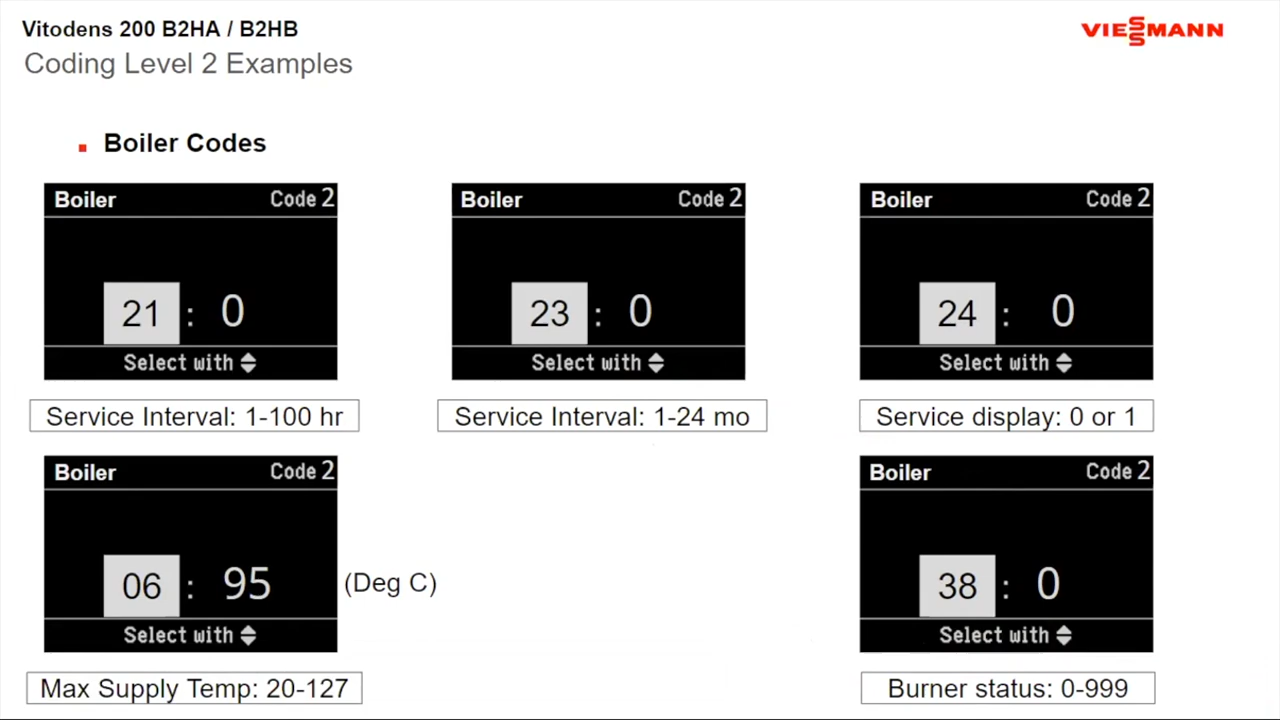 Vitodens 200 B2HA / B2HB
VIESSMANN
Coding Level 2 Examples
Boiler Codes
Boiler Code 2
21 : 0
Select with
Service Interval: 1-100 hr
Boiler Code 2
23 : 0
Select with
Service Interval: 1-24 mo
Boiler Code 2
24 : 0
Select with
Service display: 0 or 1
Boiler Code 2
06 : 95
(Deg C)
Select with
Max Supply Temp: 20-127
Boiler Code 2
38 : 0
Select with
Burner status: 0-999